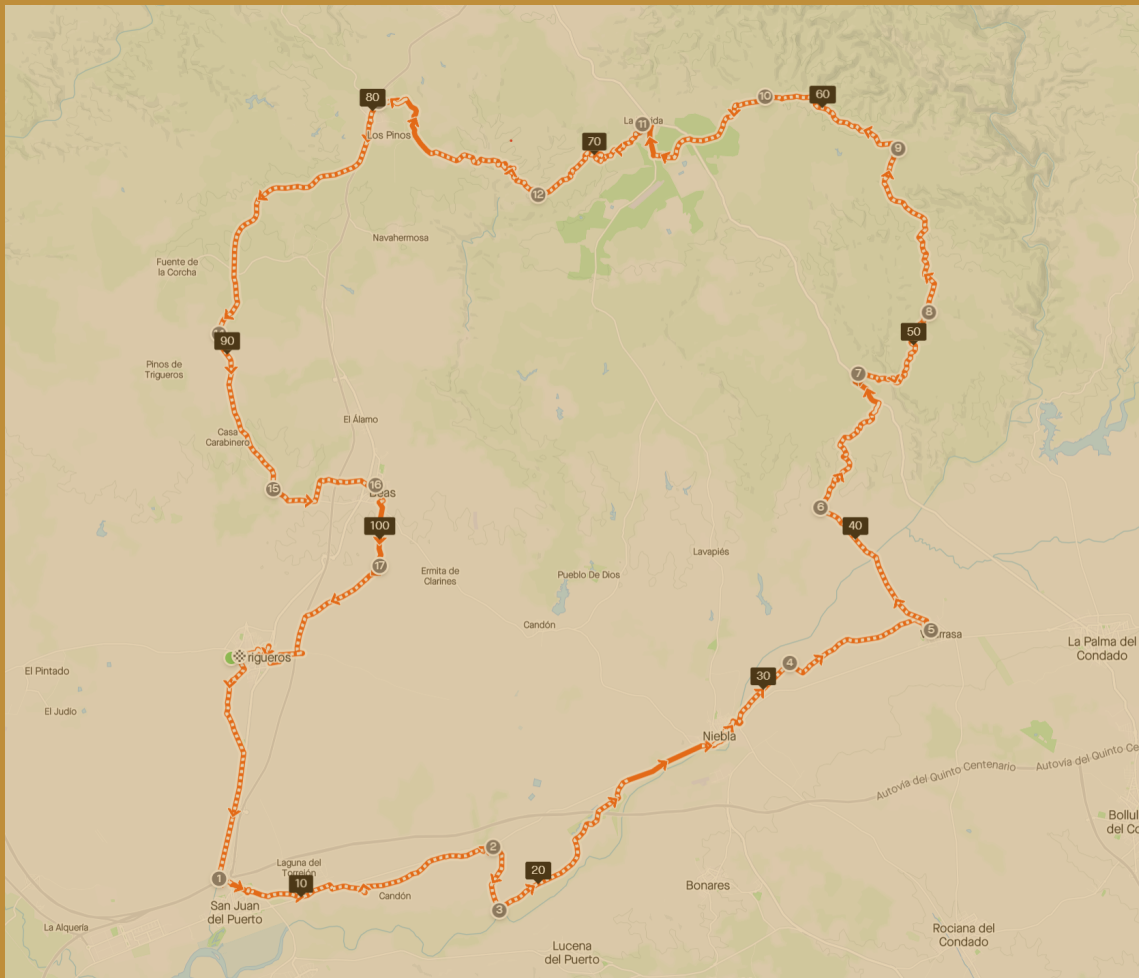 80
10
60
11
Los Pinos
70
9
12
Navahermosa
Fuente de
la Corcha
8
50
90
Pinos de
Trigueros
7
El Álamo
Casa
Carabinero
15
16
6
100
40
17
Lavapiés
Ermita de
Clarines
Pueblo De Dios
Candón
5
La Palma del
Condado
rigueros
4
El Pintado
30
El Judío
Niebla
Autovía del Quinto Centenario
Autovía del Quinto Ce
2
Laguna del
Torrejón
20
1
10
Candón
Bonares
San Juan
del Puerto
3
La Alquería
Rociana del
Condado
Lucena
del Puerto